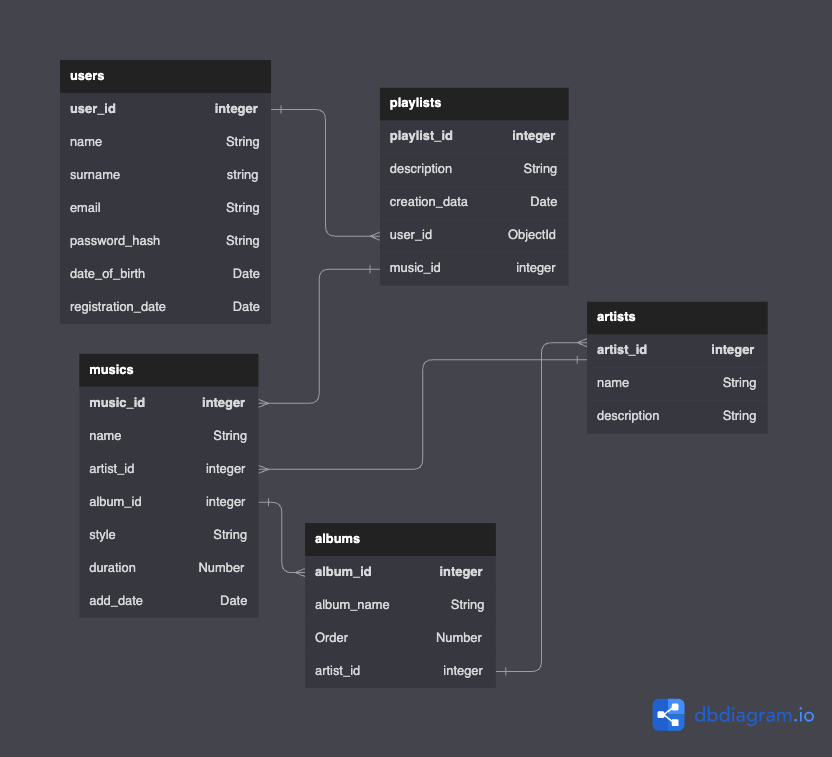 users
user_id integer
name String
surname string
email String
password_hash String
date_of_birth Date
registration_date Date
playlists
playlist_id integer
description String
creation_data Date
user_id ObjectId
music_id integer
artists
artist_id integer
name String
description String
musics
music_id integer
name String
artist_id integer
album_id integer
style String
duration Number
add_date Date
albums
album_id integer
album_name String
Order Number
artist_id integer
dbdiagram.io